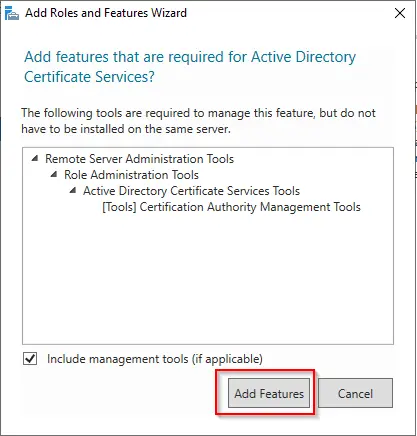 Add Roles and Features Wizard
Add features that are required for Active Directory
Certificate Services?
The following tools are required to manage this feature, but do not
have to be installed on the same server.
Remote Server Administration Tools
Role Administration Tools
Active Directory Certificate Services Tools
[Tools] Certification Authority Management Tools
Include management tools (if applicable)
Add Features
Cancel